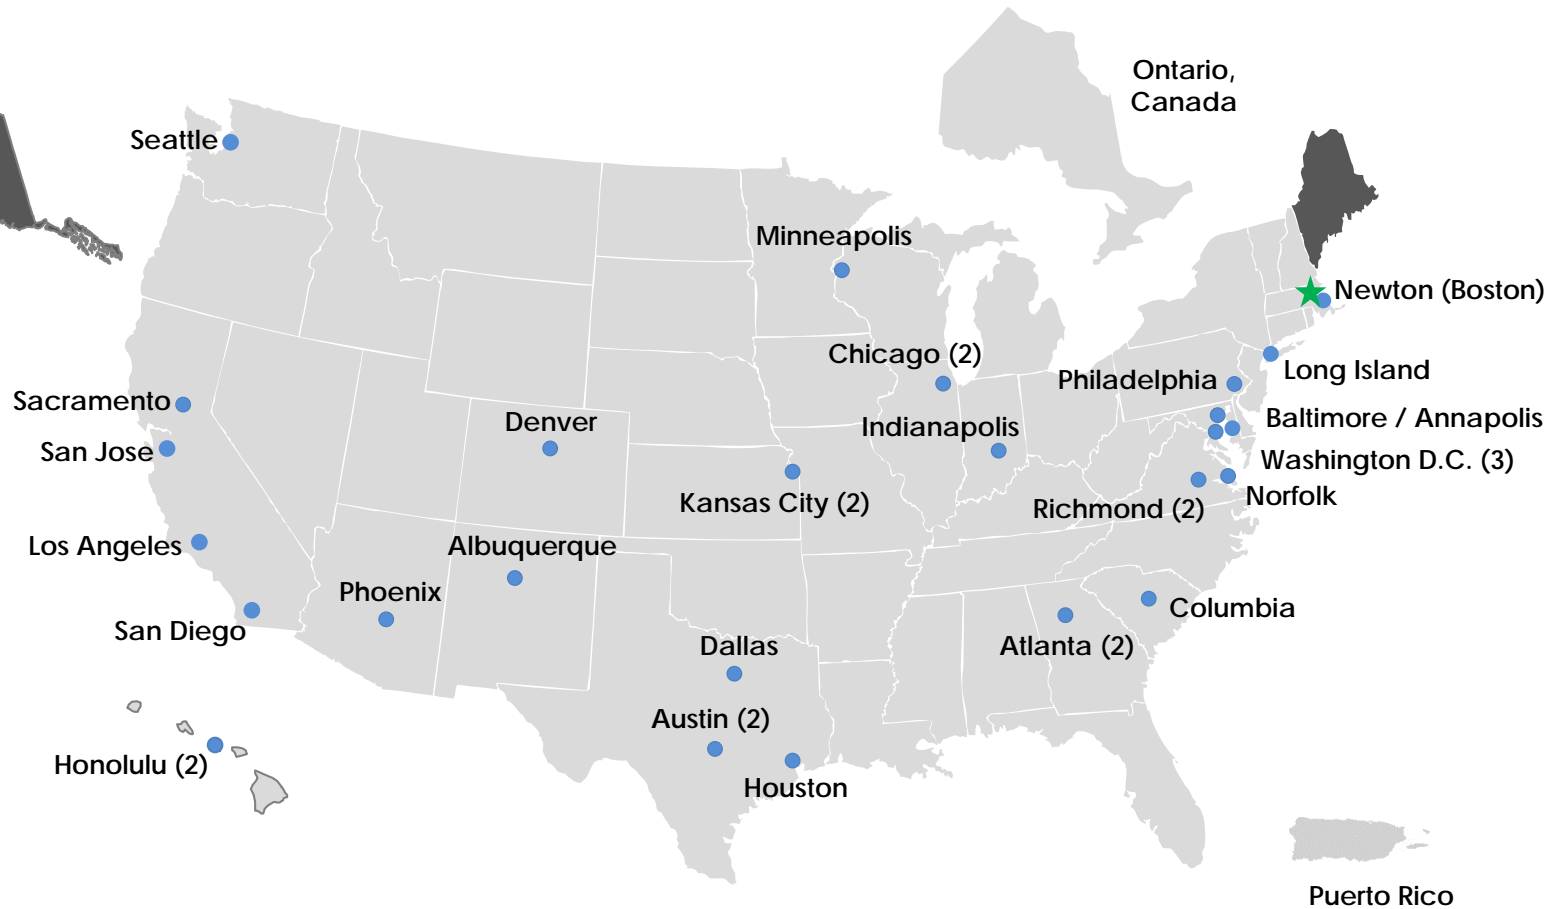 Ontario,
Canada
Seattle
Minneapolis
Newton (Boston)
Chicago (2)
Long Island
Philadelphia
Sacramento
Denver
Baltimore / Annapolis
Indianapolis
San Jose
Washington D.C. (3)
Kansas City (2)
Norfolk
Richmond (2)
Los Angeles
Albuquerque
Phoenix
Columbia
San Diego
Dallas
Atlanta (2)
Austin (2)
Honolulu (2)
Houston
Puerto Rico